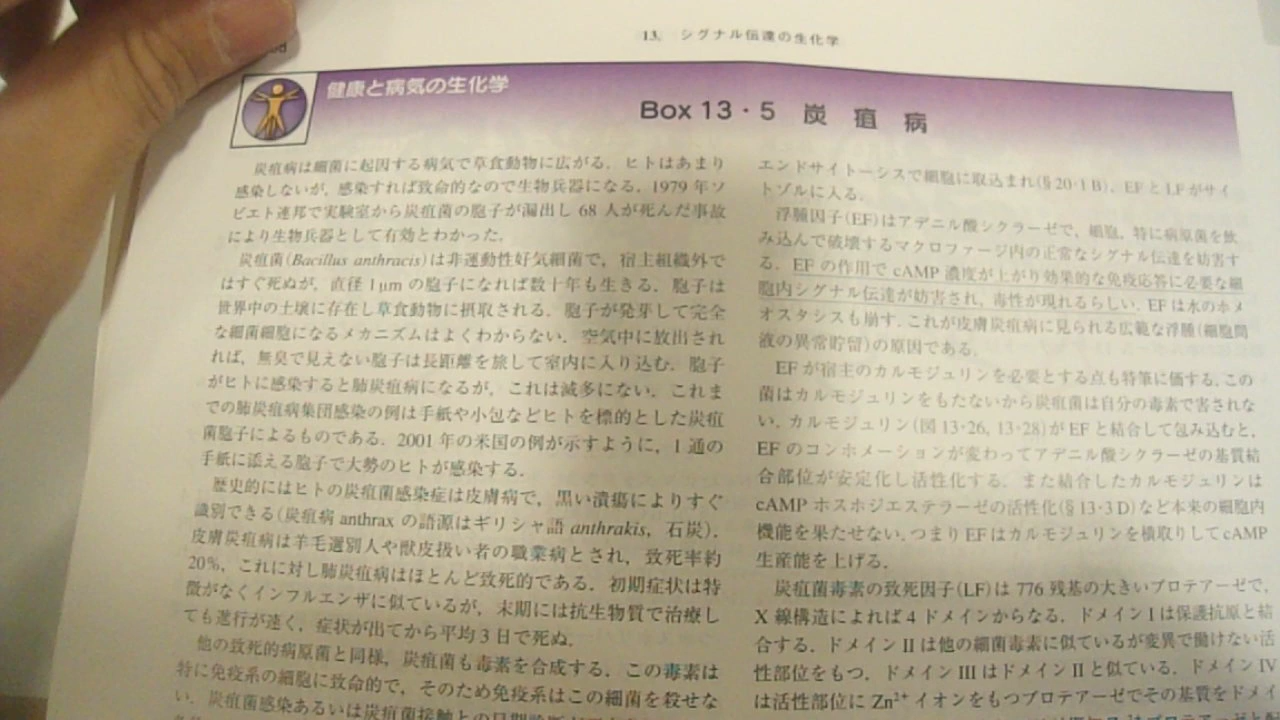 13. シグナル伝達の生化学
健康と病気の生化学
Box 13・5 炭疽病
炭疽病は細菌に起因する病気で草食動物に広がる．ヒトはあまり
感染しないが，感染すれば致命的なので生物兵器になる．1979 年ソ
ビエト連邦で実験室から炭疽菌の胞子が漏出し 68 人が死んだ事故
により生物兵器として有効とわかった．
炭疽菌(Bacillus anthracis)は非運動性好気細菌で，宿主組織外で
はすぐ死ぬが，直径 1 μm の胞子になれば数十年も生きる．胞子は
世界中の土壌に存在し草食動物に摂取される．胞子が発芽して完全
な細菌細胞になるメカニズムはよくわからない．空気中に放出され
れば，無臭で見えない胞子は長距離を旅して室内に入り込む．胞子
がヒトに感染すると肺炭疽病になるが，これは滅多にない．これま
での肺炭疽病集団感染の例は手紙や小包などヒトを標的とした炭疽
菌胞子によるものである．2001 年の米国の例が示すように，1 通の
手紙に添える胞子で大勢のヒトが感染する．
歴史的にはヒトの炭疽菌感染症は皮膚病で，黒い潰瘍によりすぐ
識別できる(炭疽病 anthrax の語源はギリシャ語 anthrakis，石炭)．
皮膚炭疽病は羊毛選別人や獣皮扱い者の職業病とされ，致死率約
20%，これに対し肺炭疽病はほとんど致死的である．初期症状は特
徴がなくインフルエンザに似ているが，末期には抗生物質で治療し
ても進行が速く，症状が出てから平均 3 日で死ぬ．
他の致死的病原菌と同様，炭疽菌も毒素を合成する．この毒素は
特に免疫系の細胞に致命的で，そのため免疫系はこの細菌を殺せな
い．炭疽菌感染あるいは炭疽菌接触との
エンドサイトーシスで細胞に取込まれ(§20・1B)，EF と LF がサイ
トゾルに入る．
浮腫因子(EF)はアデニル酸シクラーゼで，細胞，特に病原菌を飲
み込んで破壊するマクロファージ内の正常なシグナル伝達を妨害す
る．EF の作用で cAMP 濃度が上がり効果的な免疫応答に必要な細
胞内シグナル伝達が妨害され，毒性が現れるらしい．EF は水のホメ
オスタシスも崩す．これが皮膚炭疽病に見られる広範な浮腫(細胞間
液の異常貯留)の原因である．
EF が宿主のカルモジュリンを必要とする点も特筆に価する．この
菌はカルモジュリンをもたないから炭疽菌は自分の毒素で害されな
い．カルモジュリン(図 13・26, 13・28)が EF と結合して包み込むと，
EF のコンホメーションが変わってアデニル酸シクラーゼの基質結
合部位が安定化し活性化する．また結合したカルモジュリンは
cAMP ホスホジエステラーゼの活性化(§13・3D)など本来の細胞内
機能を果たせない．つまり EF はカルモジュリンを横取りして cAMP
生産能を上げる．
炭疽菌毒素の致死因子(LF)は 776 残基の大きいプロテアーゼで，
X 線構造によれば 4 ドメインからなる．ドメイン I は保護抗原と結
合する．ドメイン II は他の細菌毒素に似ているが変異で働けない活
性部位をもつ．ドメイン III はドメイン II と似ている．ドメイン IV
は活性部位に Zn²⁺ イオンをもつプロテアーゼでその基質をドメイ